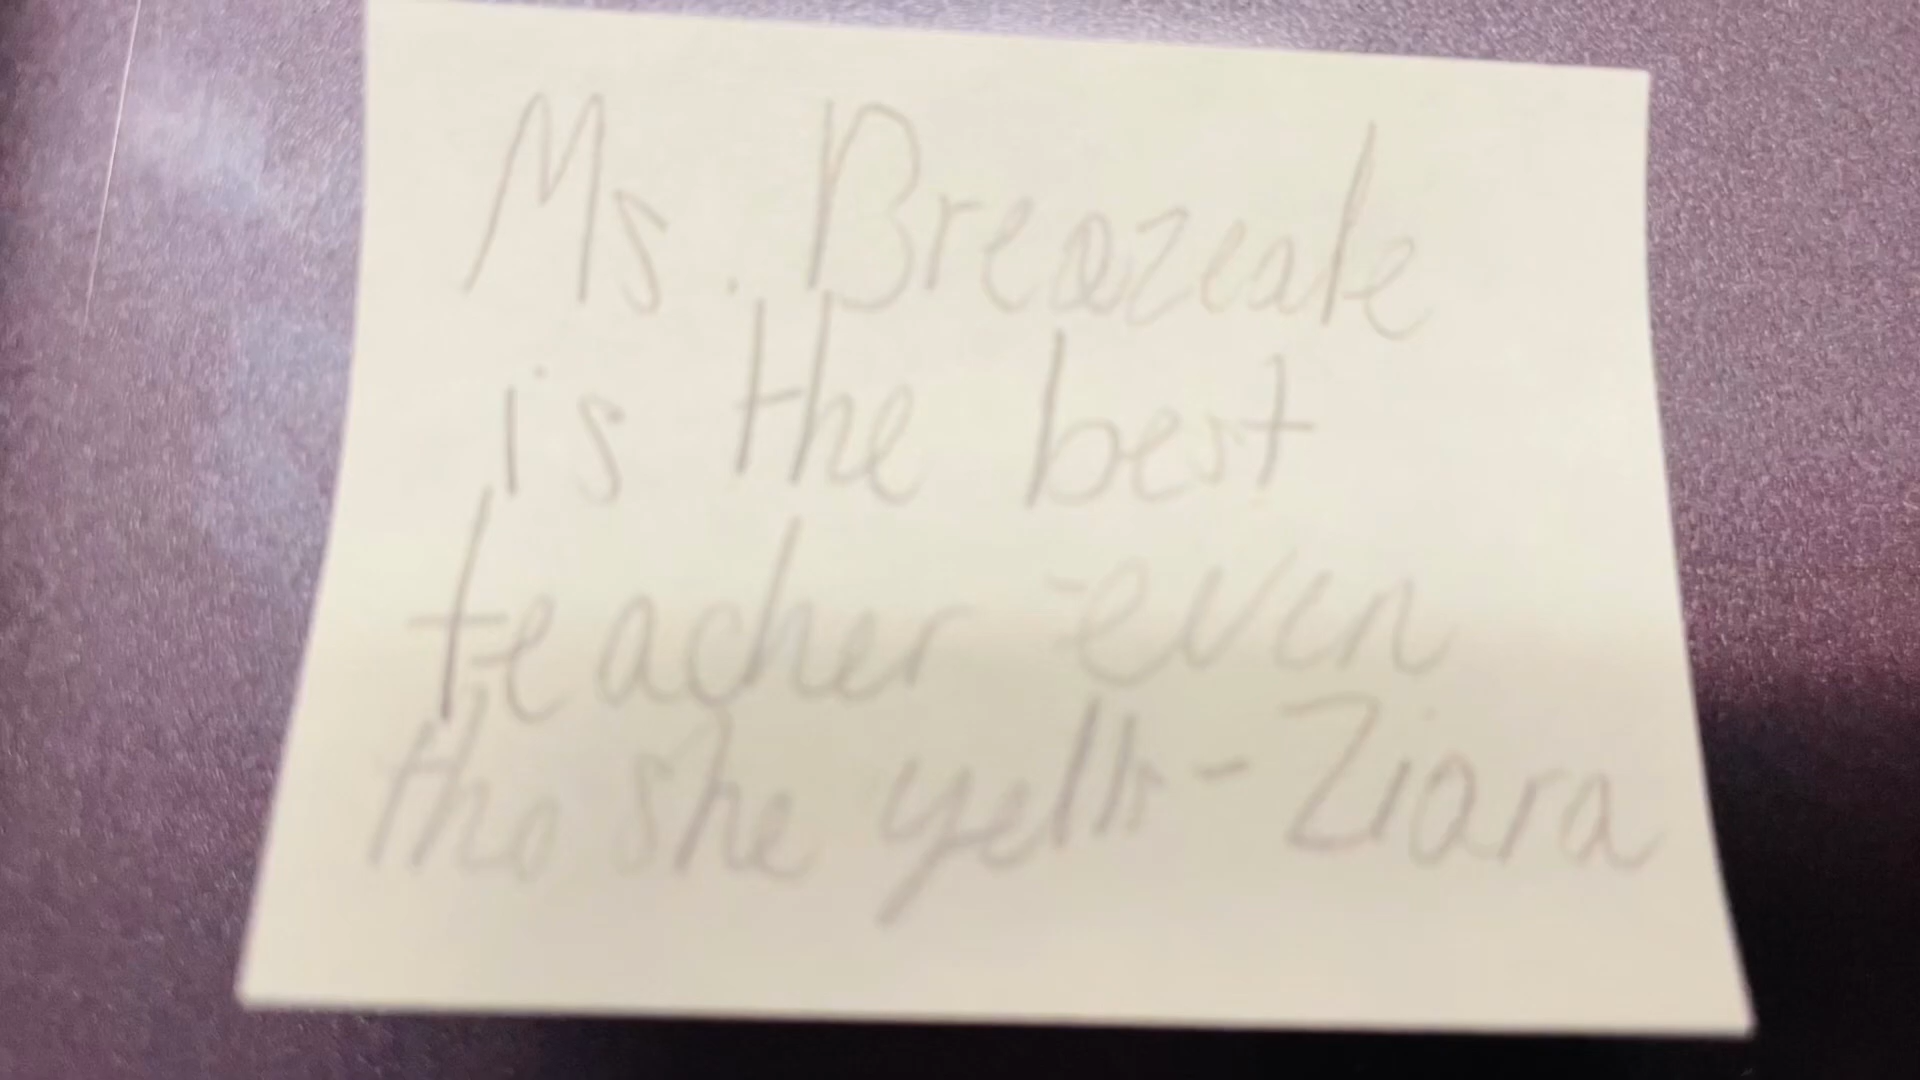 Ms. Breazeale
is the best
teacher even
tho she yells - Ziara